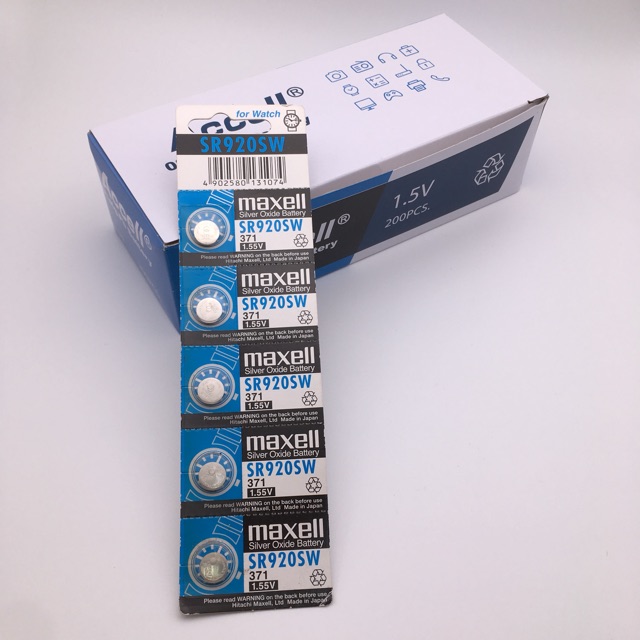 for Watch
SR920SW
4 902580 131074
maxell
Silver Oxide Battery
SR920SW
371
1.55V
Please read WARNING on the back before use
Hitachi Maxell, Ltd Made in Japan
maxell
Silver Oxide Battery
SR920SW
371
1.55V
Please read WARNING on the back before use
Hitachi Maxell, Ltd Made in Japan
maxell
Silver Oxide Battery
SR920SW
371
1.55V
Please read WARNING on the back before use
Hitachi Maxell, Ltd Made in Japan
maxell
Silver Oxide Battery
SR920SW
371
1.55V
Please read WARNING on the back before use
Hitachi Maxell, Ltd Made in Japan
maxell
Silver Oxide Battery
SR920SW
371
1.55V
Please read WARNING on the back before use
Hitachi Maxell, Ltd Made in Japan
1.5V
200PCS.